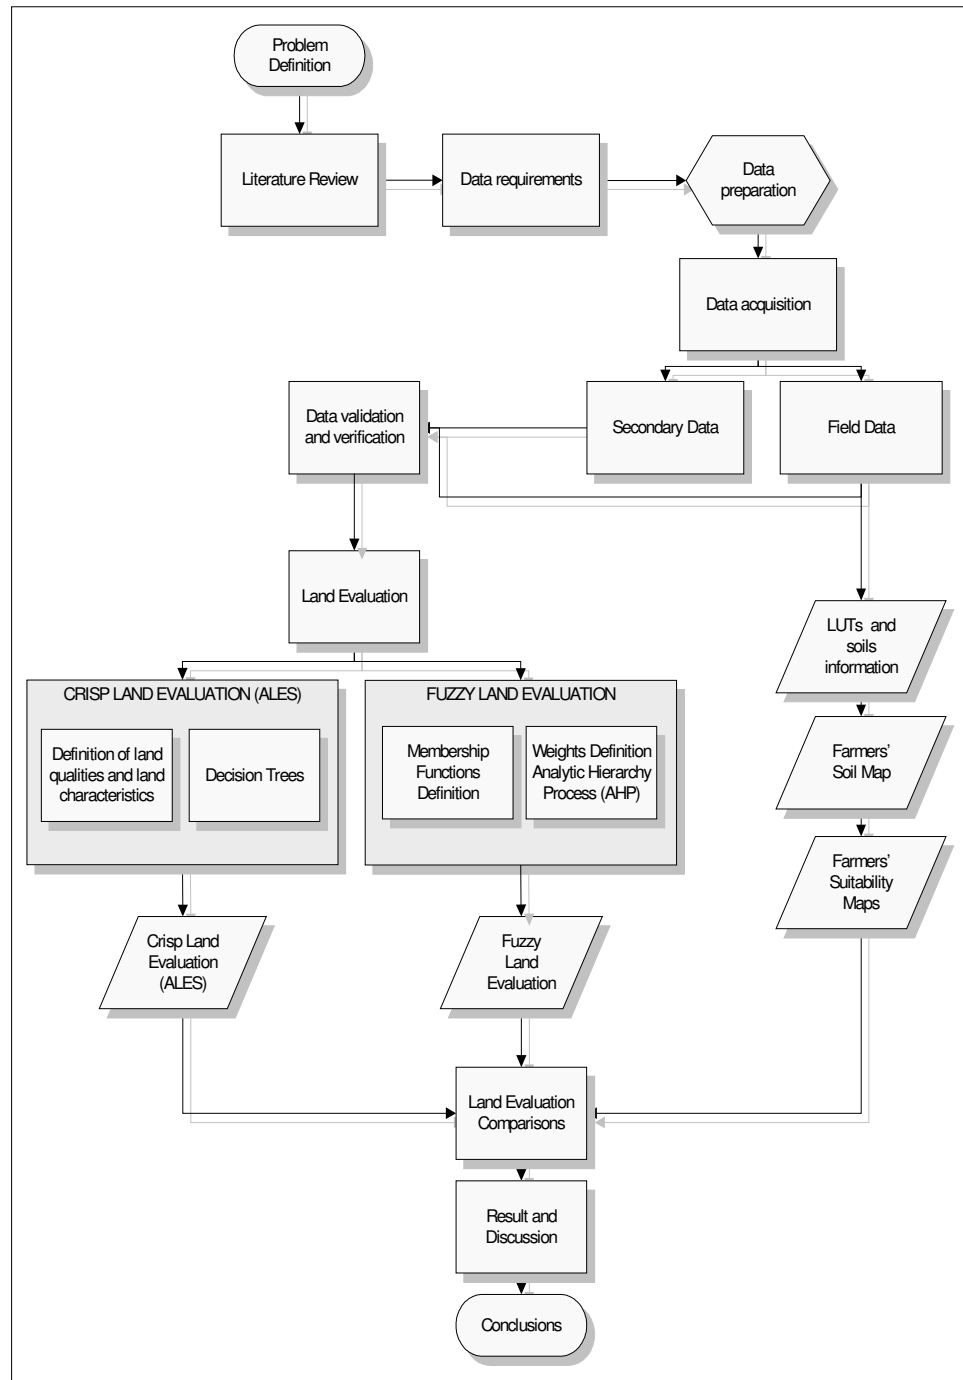 Problem
Definition
Literature Review
Data requirements
Data
preparation
Data acquisition
Data validation
and verification
Secondary Data
Field Data
Land Evaluation
LUTs and
soils
information
CRISP LAND EVALUATION (ALES)
Definition of land
qualities and land
characteristics
Decision Trees
FUZZY LAND EVALUATION
Membership
Functions
Definition
Weights Definition
Analytic Hierarchy
Process (AHP)
Farmers'
Soil Map
Farmers'
Suitability
Maps
Crisp Land
Evaluation
(ALES)
Fuzzy
Land
Evaluation
Land Evaluation
Comparisons
Result and
Discussion
Conclusions